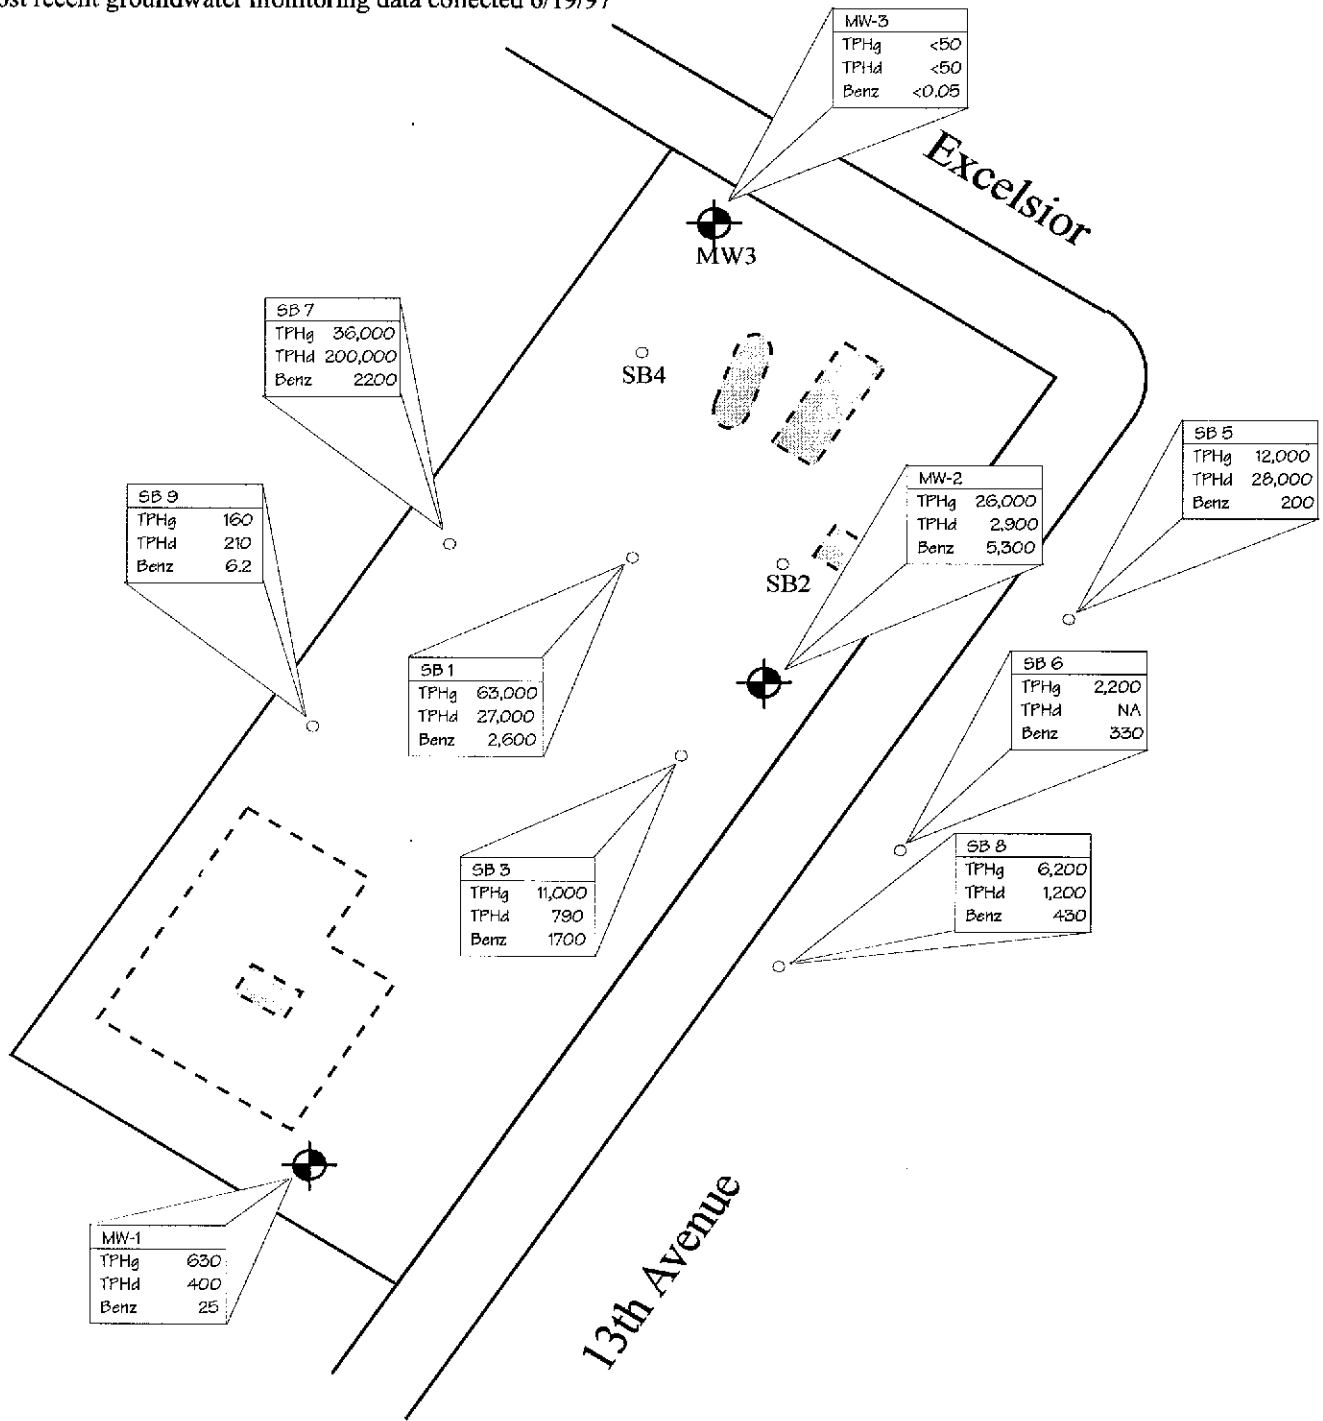 ost recent groundwater monitoring data collected 6/19/97
MW-3
TPHg <50
TPHd <50
Benz <0.05
Excelsior
MW3
SB 7
TPHg 36,000
TPHd 200,000
Benz 2200
SB4
SB 5
TPHg 12,000
TPHd 28,000
Benz 200
MW-2
TPHg 26,000
TPHd 2,900
Benz 5,300
SB 9
TPHg 160
TPHd 210
Benz 6.2
SB2
SB 1
TPHg 63,000
TPHd 27,000
Benz 2,600
SB 6
TPHg 2,200
TPHd NA
Benz 330
SB 3
TPHg 11,000
TPHd 790
Benz 1700
SB 8
TPHg 6,200
TPHd 1,200
Benz 430
MW-1
TPHg 630
TPHd 400
Benz 25
13th Avenue